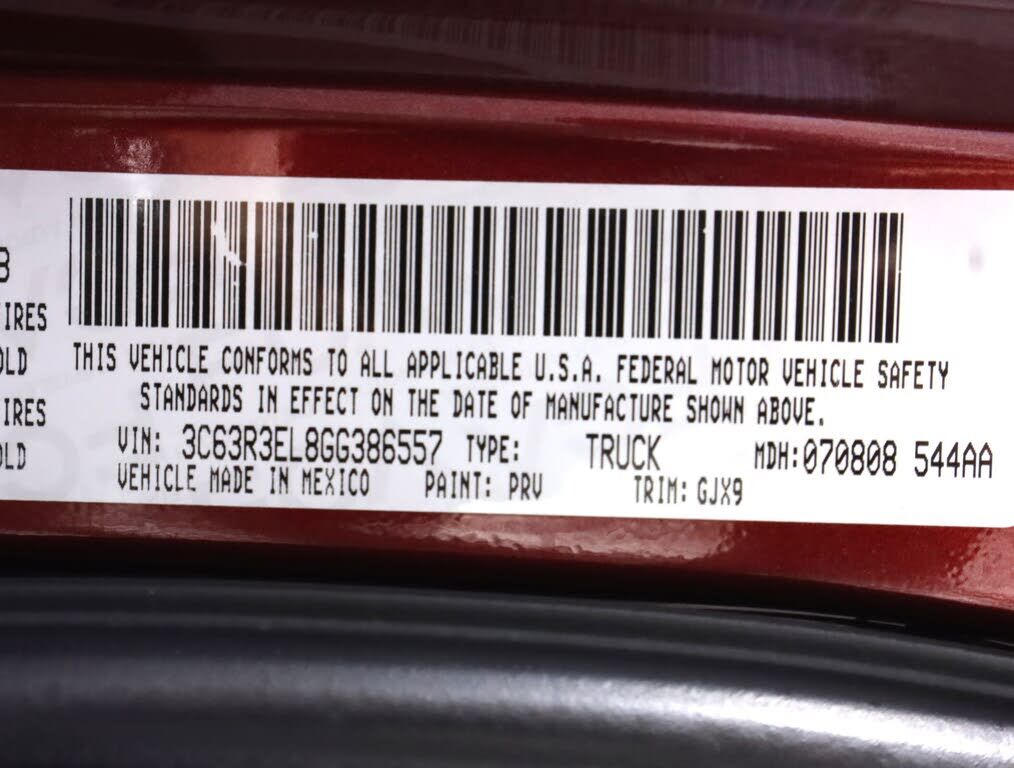 8
IRES
OLD
IRES
OLD
THIS VEHICLE CONFORMS TO ALL APPLICABLE U.S.A. FEDERAL MOTOR VEHICLE SAFETY
STANDARDS IN EFFECT ON THE DATE OF MANUFACTURE SHOWN ABOVE.
VIN: 3C63R3EL8GG386557 TYPE: TRUCK MDH:070808 544AA
VEHICLE MADE IN MEXICO PAINT: PRV TRIM: GJX9